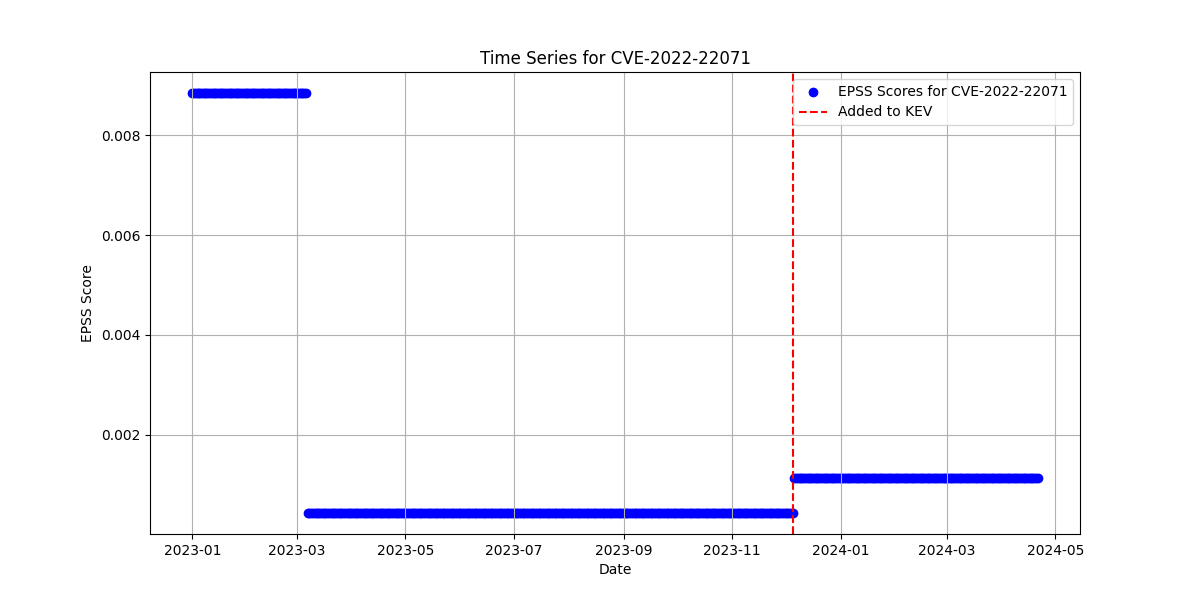 Time Series for CVE-2022-22071
EPSS Scores for CVE-2022-22071
Added to KEV
EPSS Score
0.008
0.006
0.004
0.002
2023-01
2023-03
2023-05
2023-07
2023-09
2023-11
2024-01
2024-03
2024-05
Date